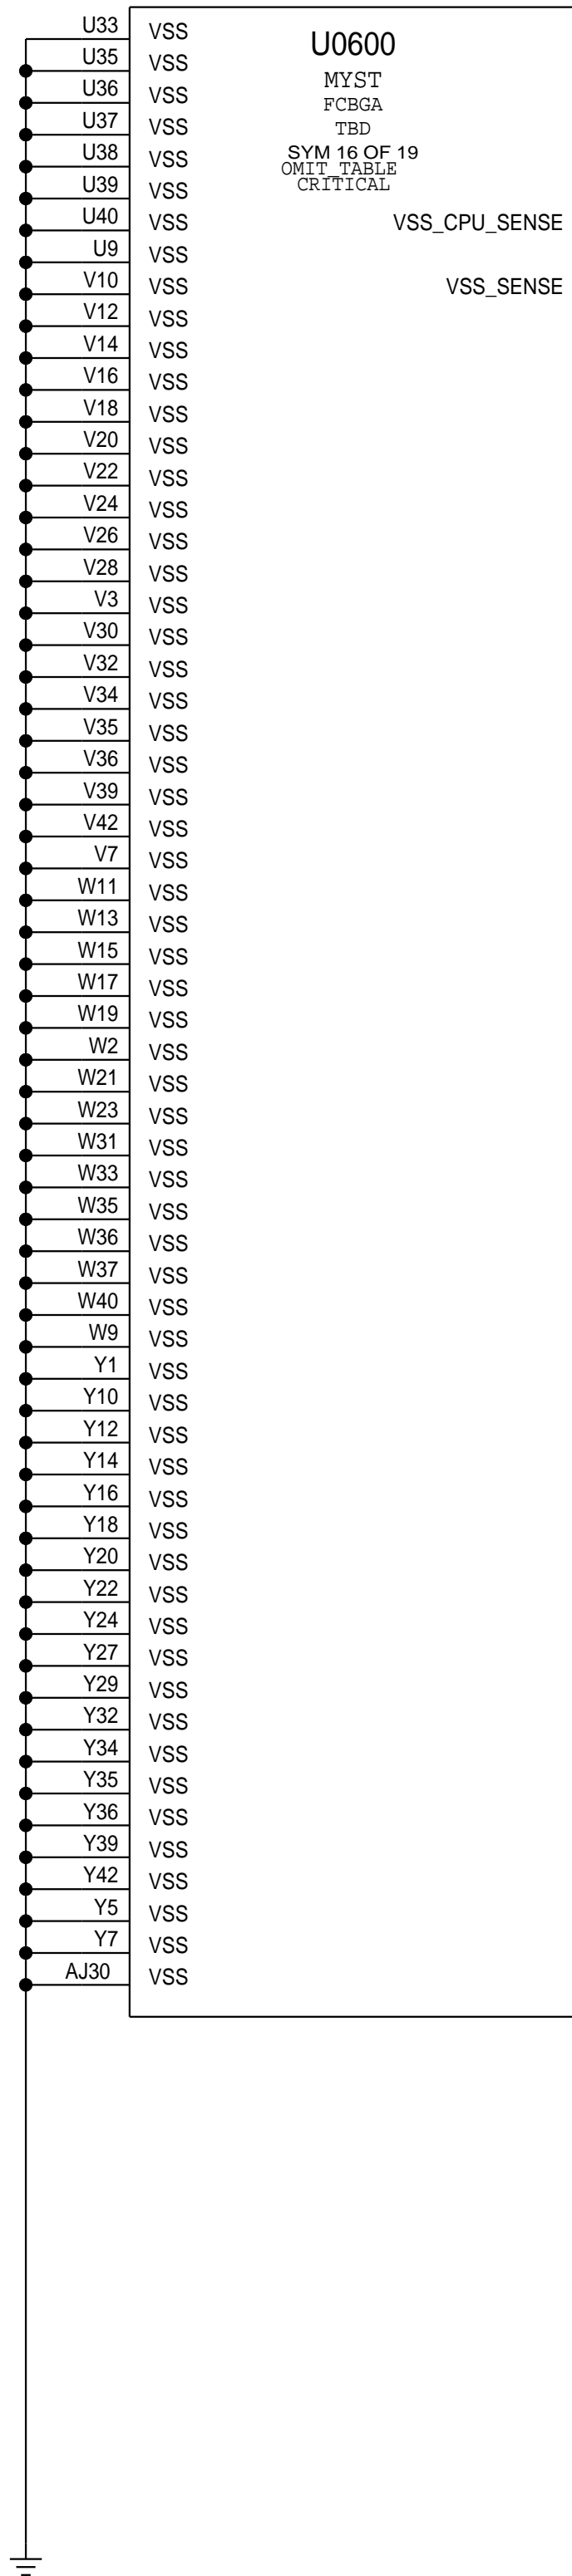 U33 VSS
U0600
U35 VSS
MYST
U36 VSS
FCBGA
U37 VSS
TBD
U38 VSS
SYM 16 OF 19
OMIT_TABLE
U39 VSS
CRITICAL
U40 VSS
VSS_CPU_SENSE
U9 VSS
V10 VSS
VSS_SENSE
V12 VSS
V14 VSS
V16 VSS
V18 VSS
V20 VSS
V22 VSS
V24 VSS
V26 VSS
V28 VSS
V3 VSS
V30 VSS
V32 VSS
V34 VSS
V35 VSS
V36 VSS
V39 VSS
V42 VSS
V7 VSS
W11 VSS
W13 VSS
W15 VSS
W17 VSS
W19 VSS
W2 VSS
W21 VSS
W23 VSS
W31 VSS
W33 VSS
W35 VSS
W36 VSS
W37 VSS
W40 VSS
W9 VSS
Y1 VSS
Y10 VSS
Y12 VSS
Y14 VSS
Y16 VSS
Y18 VSS
Y20 VSS
Y22 VSS
Y24 VSS
Y27 VSS
Y29 VSS
Y32 VSS
Y34 VSS
Y35 VSS
Y36 VSS
Y39 VSS
Y42 VSS
Y5 VSS
Y7 VSS
AJ30 VSS